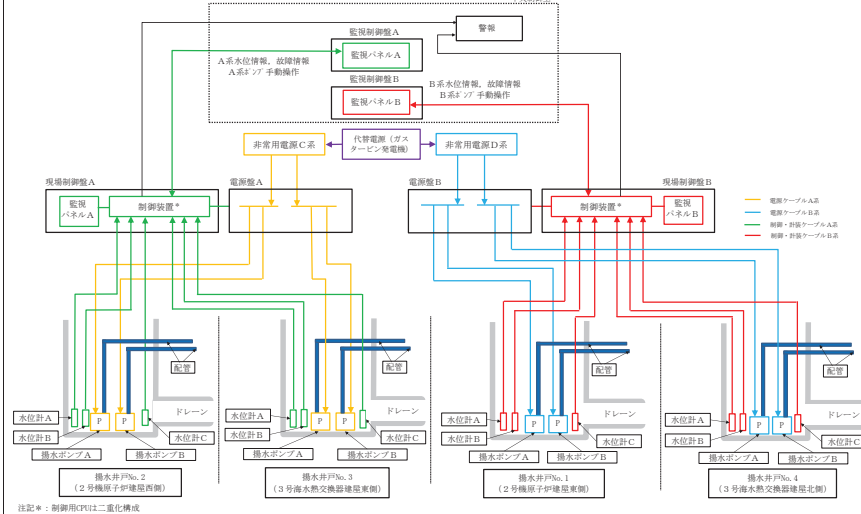 監視制御盤A
監視パネルA
警報
A系水位情報，故障情報
A系ポンプ手動操作
監視制御盤B
監視パネルB
B系水位情報，故障情報
B系ポンプ手動操作
非常用電源C系
代替電源（ガス
タービン発電機）
非常用電源D系
現場制御盤A
電源盤A
電源盤B
現場制御盤B
監視
パネルA
制御装置*
制御装置*
監視
パネルB
電源ケーブルA系
電源ケーブルB系
制御・計装ケーブルA系
制御・計装ケーブルB系
配管
配管
配管
配管
水位計A
P
P
ドレーン
水位計B
水位計C
揚水ポンプA
揚水ポンプB
水位計A
P
P
ドレーン
水位計B
水位計C
揚水ポンプA
揚水ポンプB
水位計A
P
P
ドレーン
水位計B
水位計C
揚水ポンプA
揚水ポンプB
水位計A
P
P
ドレーン
水位計B
水位計C
揚水ポンプA
揚水ポンプB
揚水井戸No.2
（２号機原子炉建屋西側）
揚水井戸No.3
（３号海水熱交換器建屋東側）
揚水井戸No.1
（２号機原子炉建屋東側）
揚水井戸No.4
（３号海水熱交換器建屋北側）
注記*：制御用CPUは二重化構成